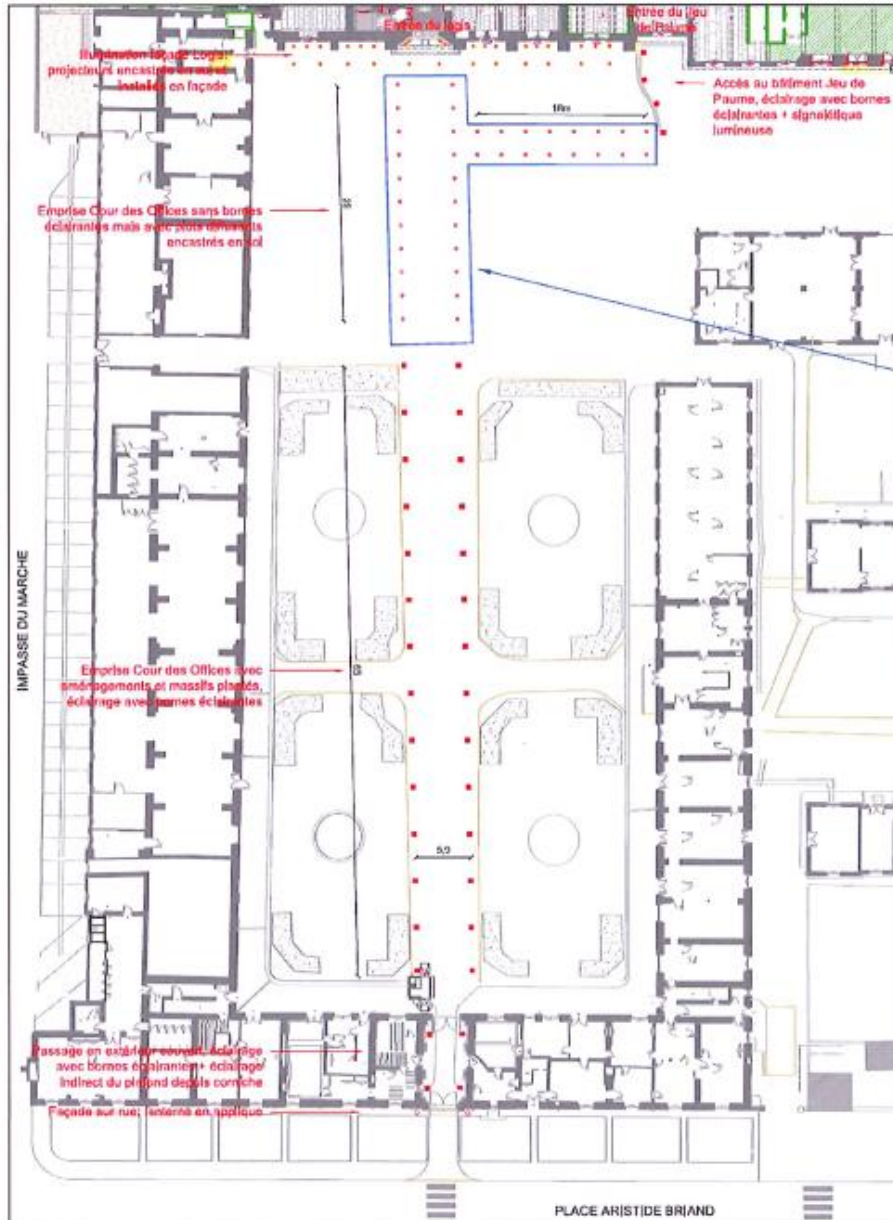 Entrée du logis
Entrée du Jeu
de Paume
Illumination façade Logis:
projecteurs encastrés en sol et
installés en façade
Accès au bâtiment Jeu de
Paume, éclairage avec bornes
éclairantes + signalétique
lumineuse
18m
Emprise Cour des Offices sans bornes
éclairantes mais avec plots
encastrés en sol
IMPASSE DU MARCHE
Emprise Cour des Offices avec
aménagements et massifs plantés,
éclairage avec bornes éclairantes
5,5
Passage en extérieur couvert, éclairage
avec bornes éclairantes + éclairage
indirect du plafond depuis corniche
Façade sur rue, lanterne en applique
PLACE ARISTIDE BRIAND